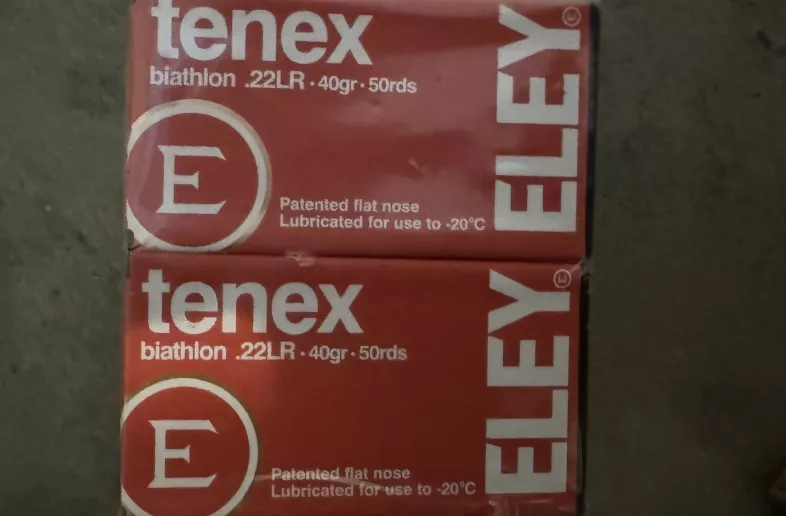 tenex
biathlon .22LR · 40gr · 50rds
E
Patented flat nose
Lubricated for use to -20°C
ELEY
tenex
biathlon .22LR · 40gr · 50rds
E
Patented flat nose
Lubricated for use to -20°C
ELEY